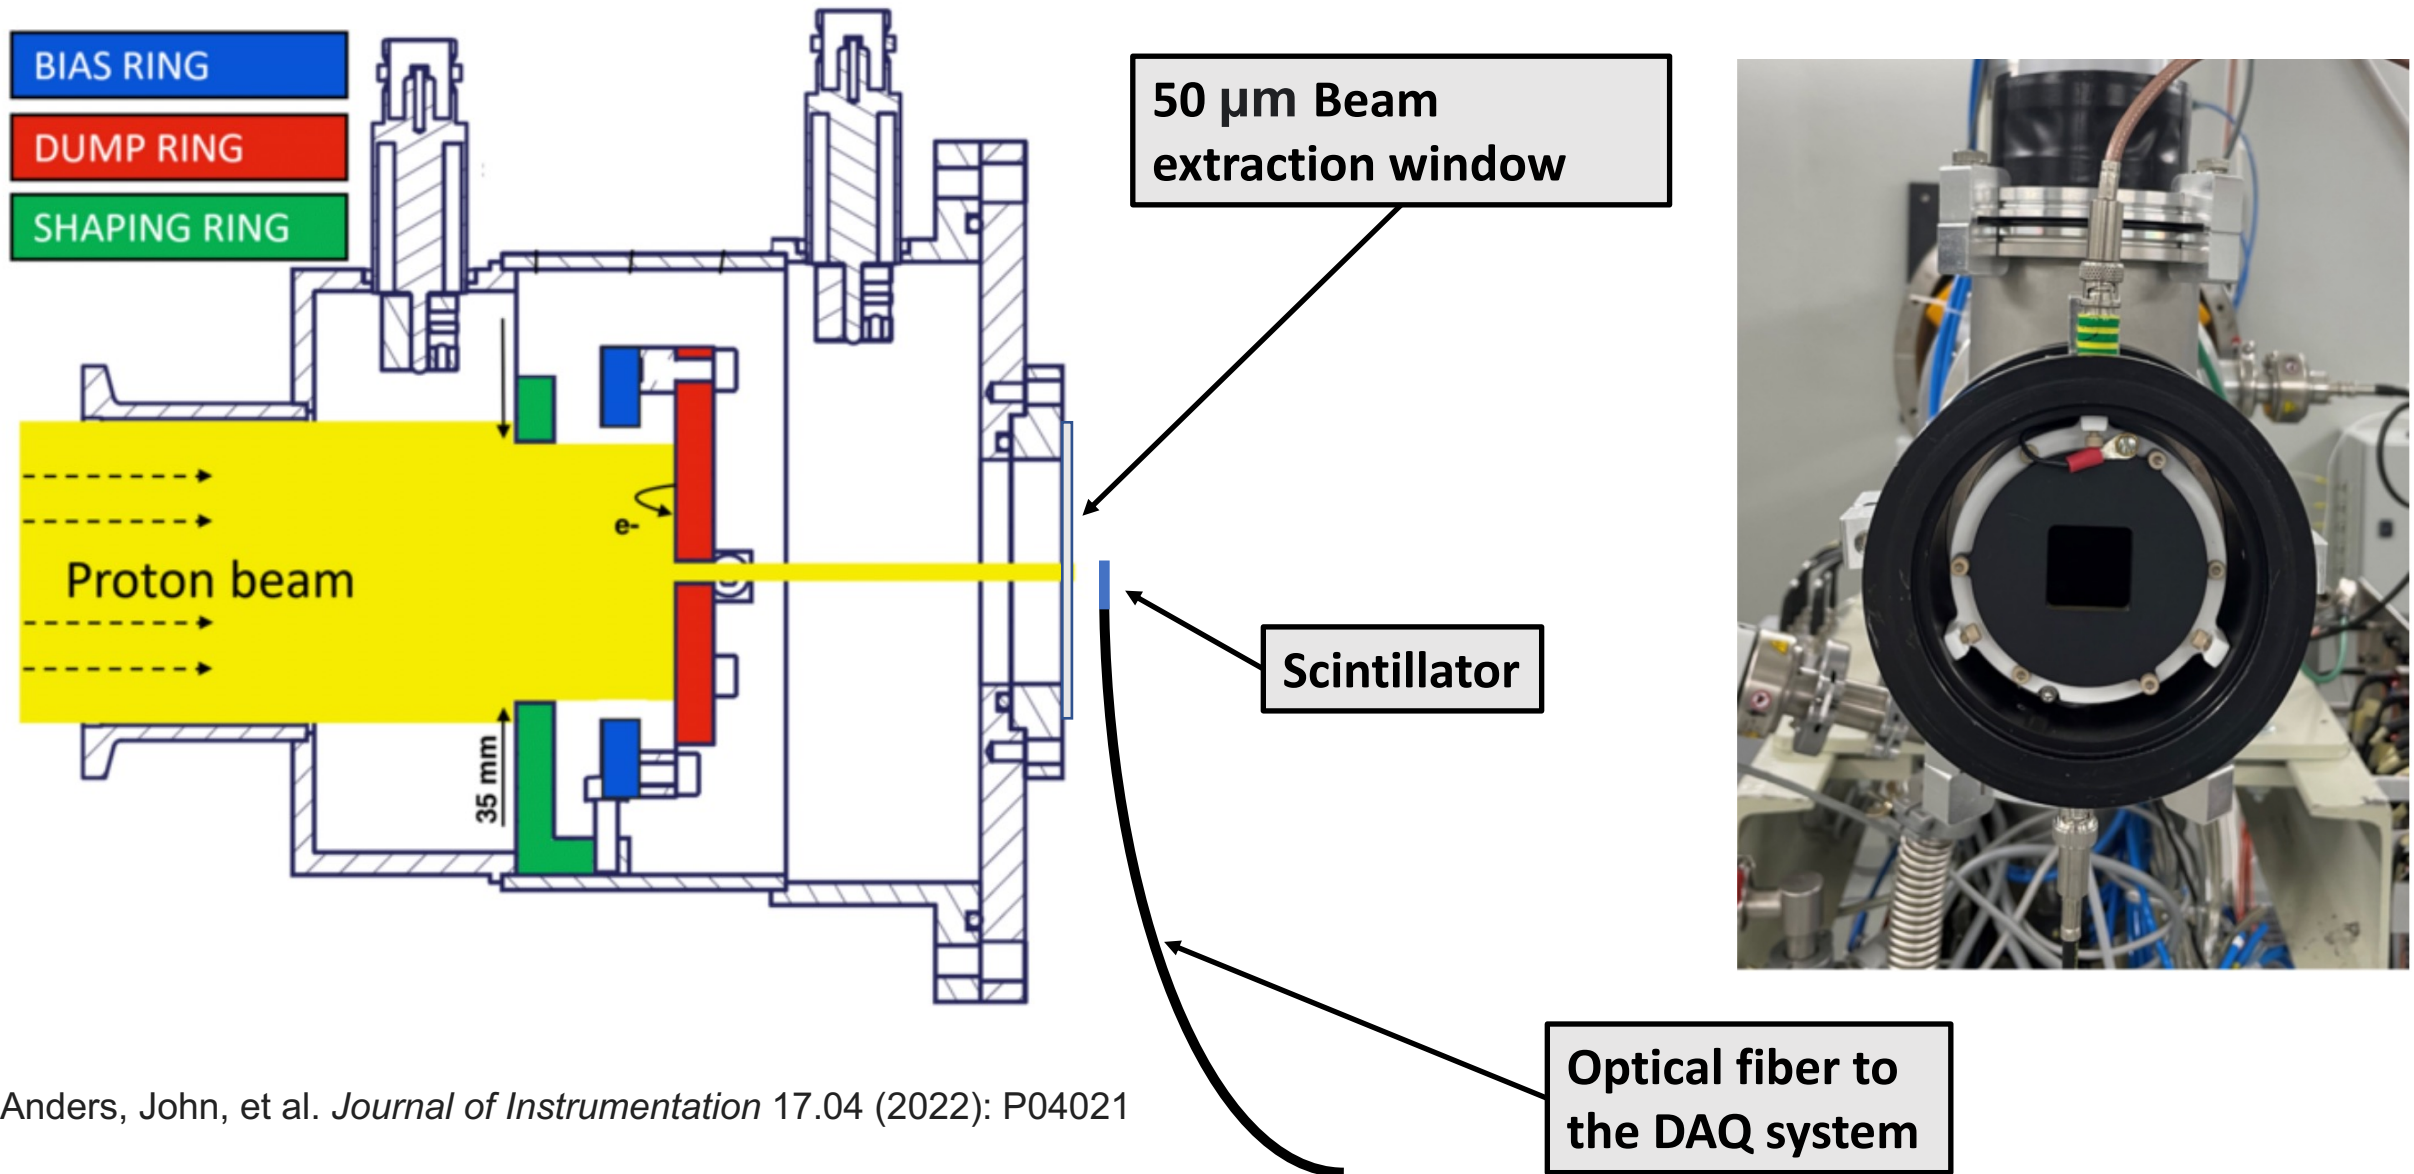 BIAS RING
DUMP RING
SHAPING RING
50 µm Beam
extraction window
e-
Proton beam
Scintillator
35 mm
Optical fiber to
the DAQ system
Anders, John, et al. Journal of Instrumentation 17.04 (2022): P04021